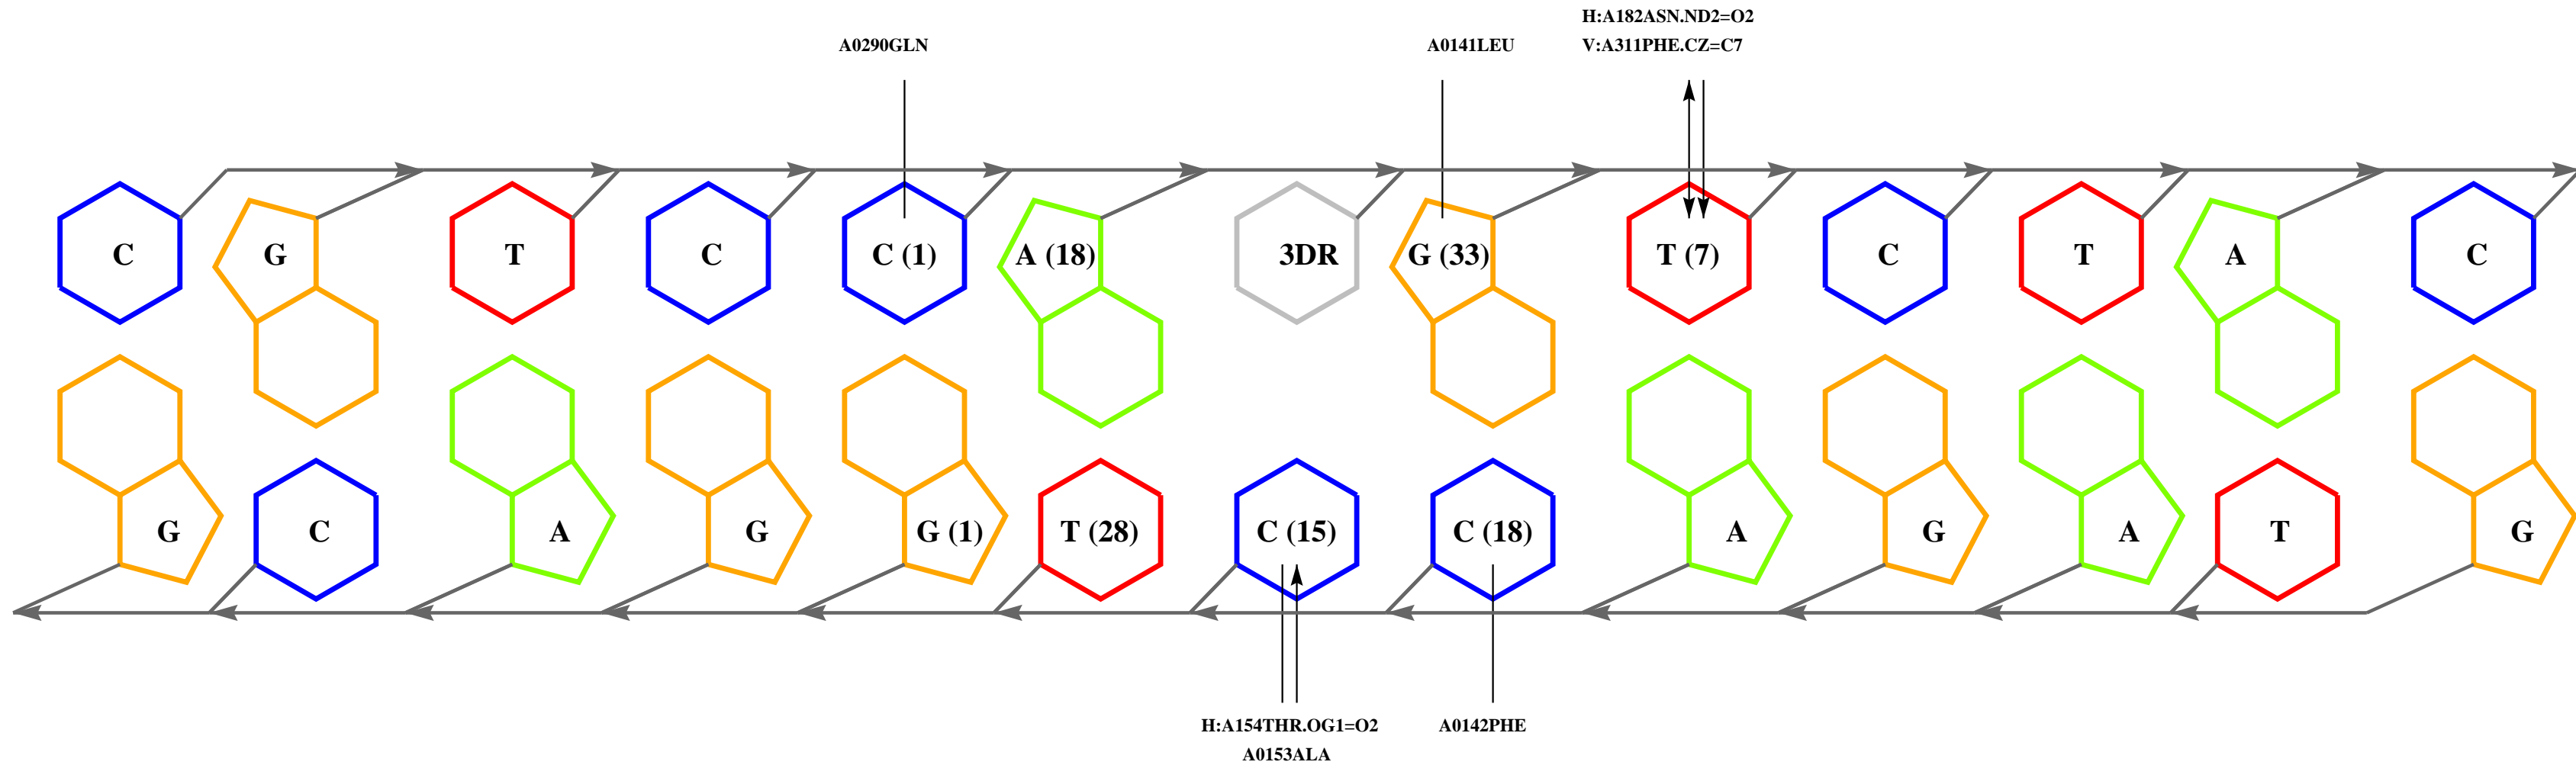 H:A182ASN.ND2=O2
A0290GLN
A0141LEU
V:A311PHE.CZ=C7
C
G
T
C
C (1)
A (18)
3DR
G (33)
T (7)
C
T
A
C
G
C
A
G
G (1)
T (28)
C (15)
C (18)
A
G
A
T
G
H:A154THR.OG1=O2
A0142PHE
A0153ALA